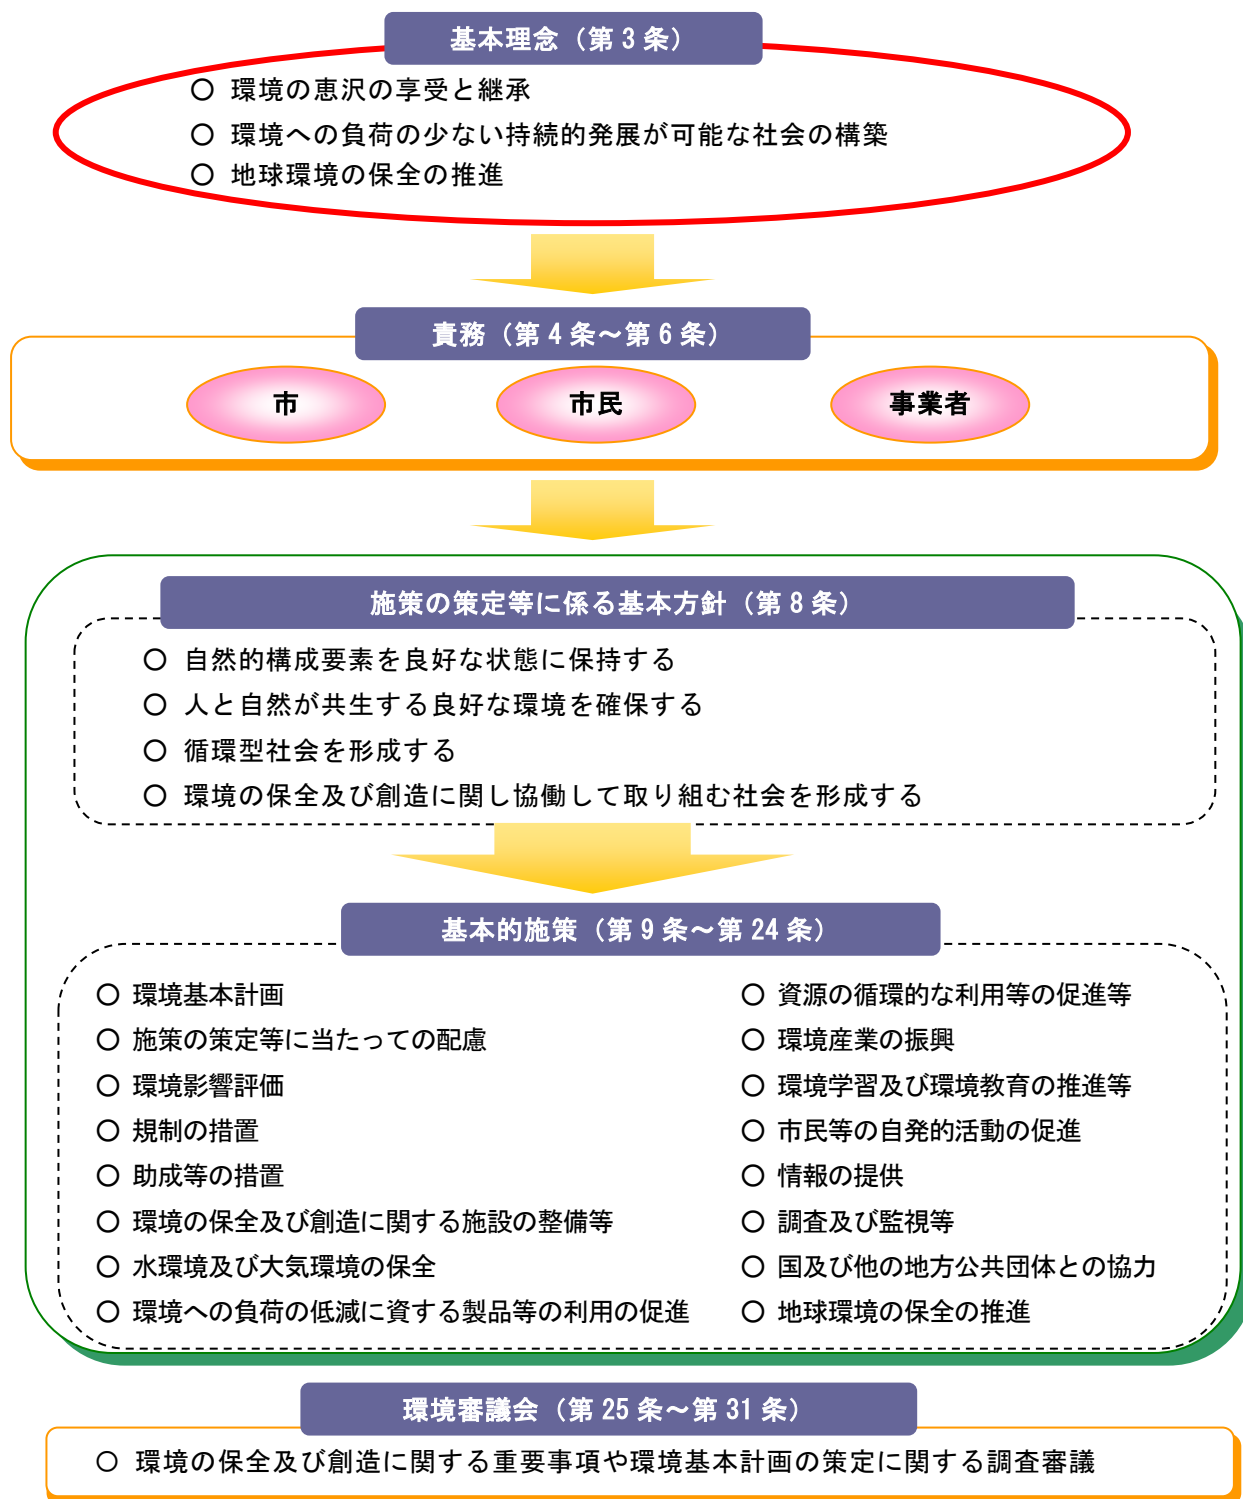 基本理念（第３条）
○ 環境の恵沢の享受と継承
○ 環境への負荷の少ない持続的発展が可能な社会の構築
○ 地球環境の保全の推進
責務（第４条～第６条）
市
市民
事業者
施策の策定等に係る基本方針（第８条）
○ 自然的構成要素を良好な状態に保持する
○ 人と自然が共生する良好な環境を確保する
○ 循環型社会を形成する
○ 環境の保全及び創造に関し協働して取り組む社会を形成する
基本的施策（第９条～第24条）
○ 環境基本計画
○ 施策の策定等に当たっての配慮
○ 環境影響評価
○ 規制の措置
○ 助成等の措置
○ 環境の保全及び創造に関する施設の整備等
○ 水環境及び大気環境の保全
○ 環境への負荷の低減に資する製品等の利用の促進
○ 資源の循環的な利用等の促進等
○ 環境産業の振興
○ 環境学習及び環境教育の推進等
○ 市民等の自発的活動の促進
○ 情報の提供
○ 調査及び監視等
○ 国及び他の地方公共団体との協力
○ 地球環境の保全の推進
環境審議会（第25条～第31条）
○ 環境の保全及び創造に関する重要事項や環境基本計画の策定に関する調査審議